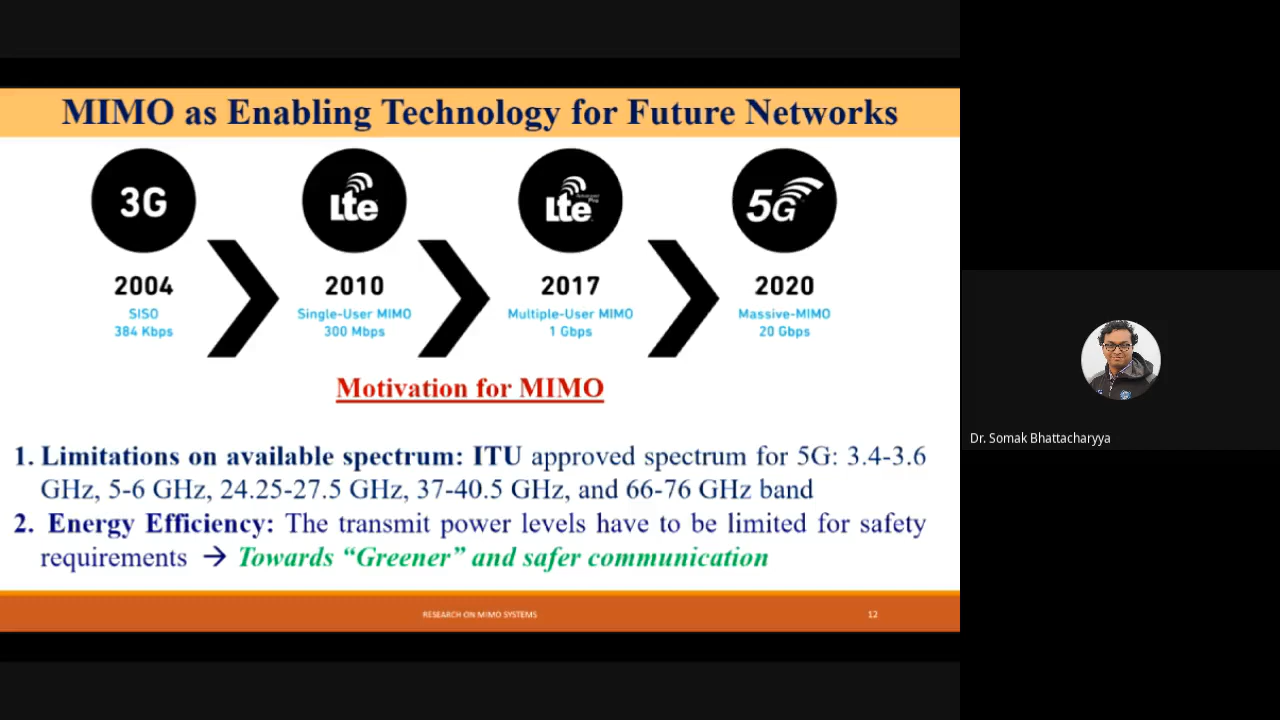 MIMO as Enabling Technology for Future Networks
3G
Lte
Lte
5G
2004
2010
2017
2020
SISO
Single-User MIMO
Multiple-User MIMO
Massive-MIMO
384 Kbps
300 Mbps
1 Gbps
20 Gbps
Motivation for MIMO
1. Limitations on available spectrum: ITU approved spectrum for 5G: 3.4-3.6
GHz, 5-6 GHz, 24.25-27.5 GHz, 37-40.5 GHz, and 66-76 GHz band
2. Energy Efficiency: The transmit power levels have to be limited for safety
requirements → Towards “Greener” and safer communication
RESEARCH ON MIMO SYSTEMS
12
Dr. Somak Bhattacharyya